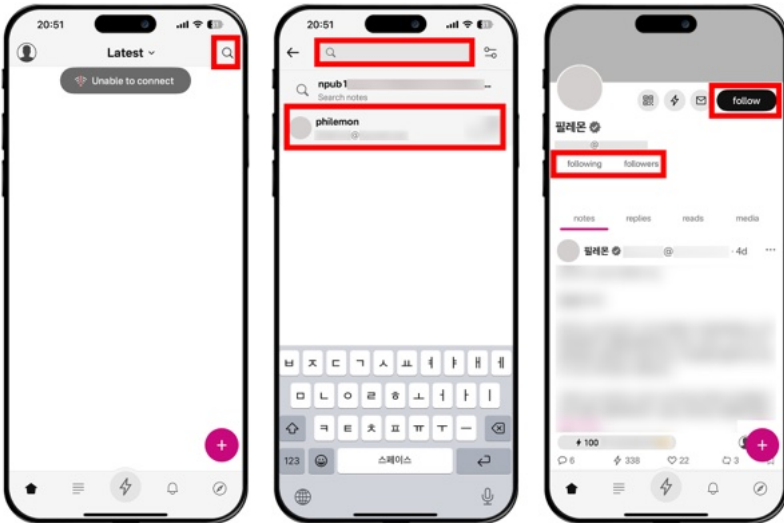 20:51
Latest
Unable to connect
20:51
npub1
Search notes
philemon
@
ㅂ ㅈ ㄷ ㄱ ㅅ ㅛ ㅕ ㅑ ㅐ ㅔ
ㅁ ㄴ ㅇ ㄹ ㅎ ㅗ ㅓ ㅏ ㅣ
ㅋ ㅌ ㅊ ㅍ ㅠ ㅜ ㅡ
123 스페이스
follow
필레몬
@
following followers
notes replies reads media
필레몬 @ · 4d ...
100
6 338 22 3